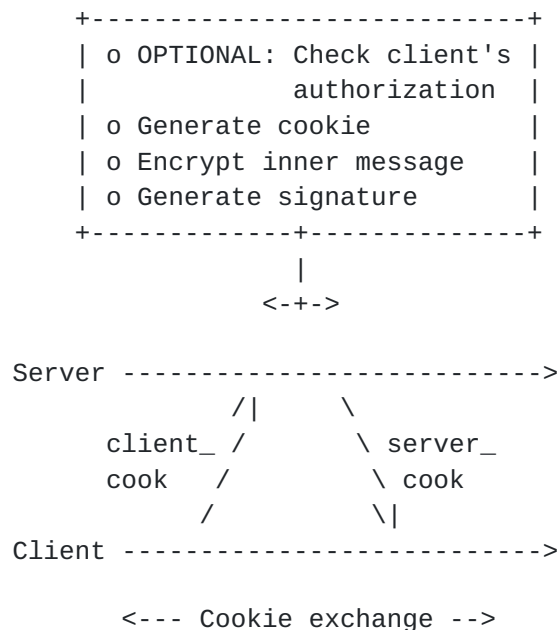 o OPTIONAL: Check client's
authorization
o Generate cookie
o Encrypt inner message
o Generate signature
<-+->
Server --------------------------->
client_ / \ server_
cook / \ cook
Client ---------------------------->
<--- Cookie exchange -->